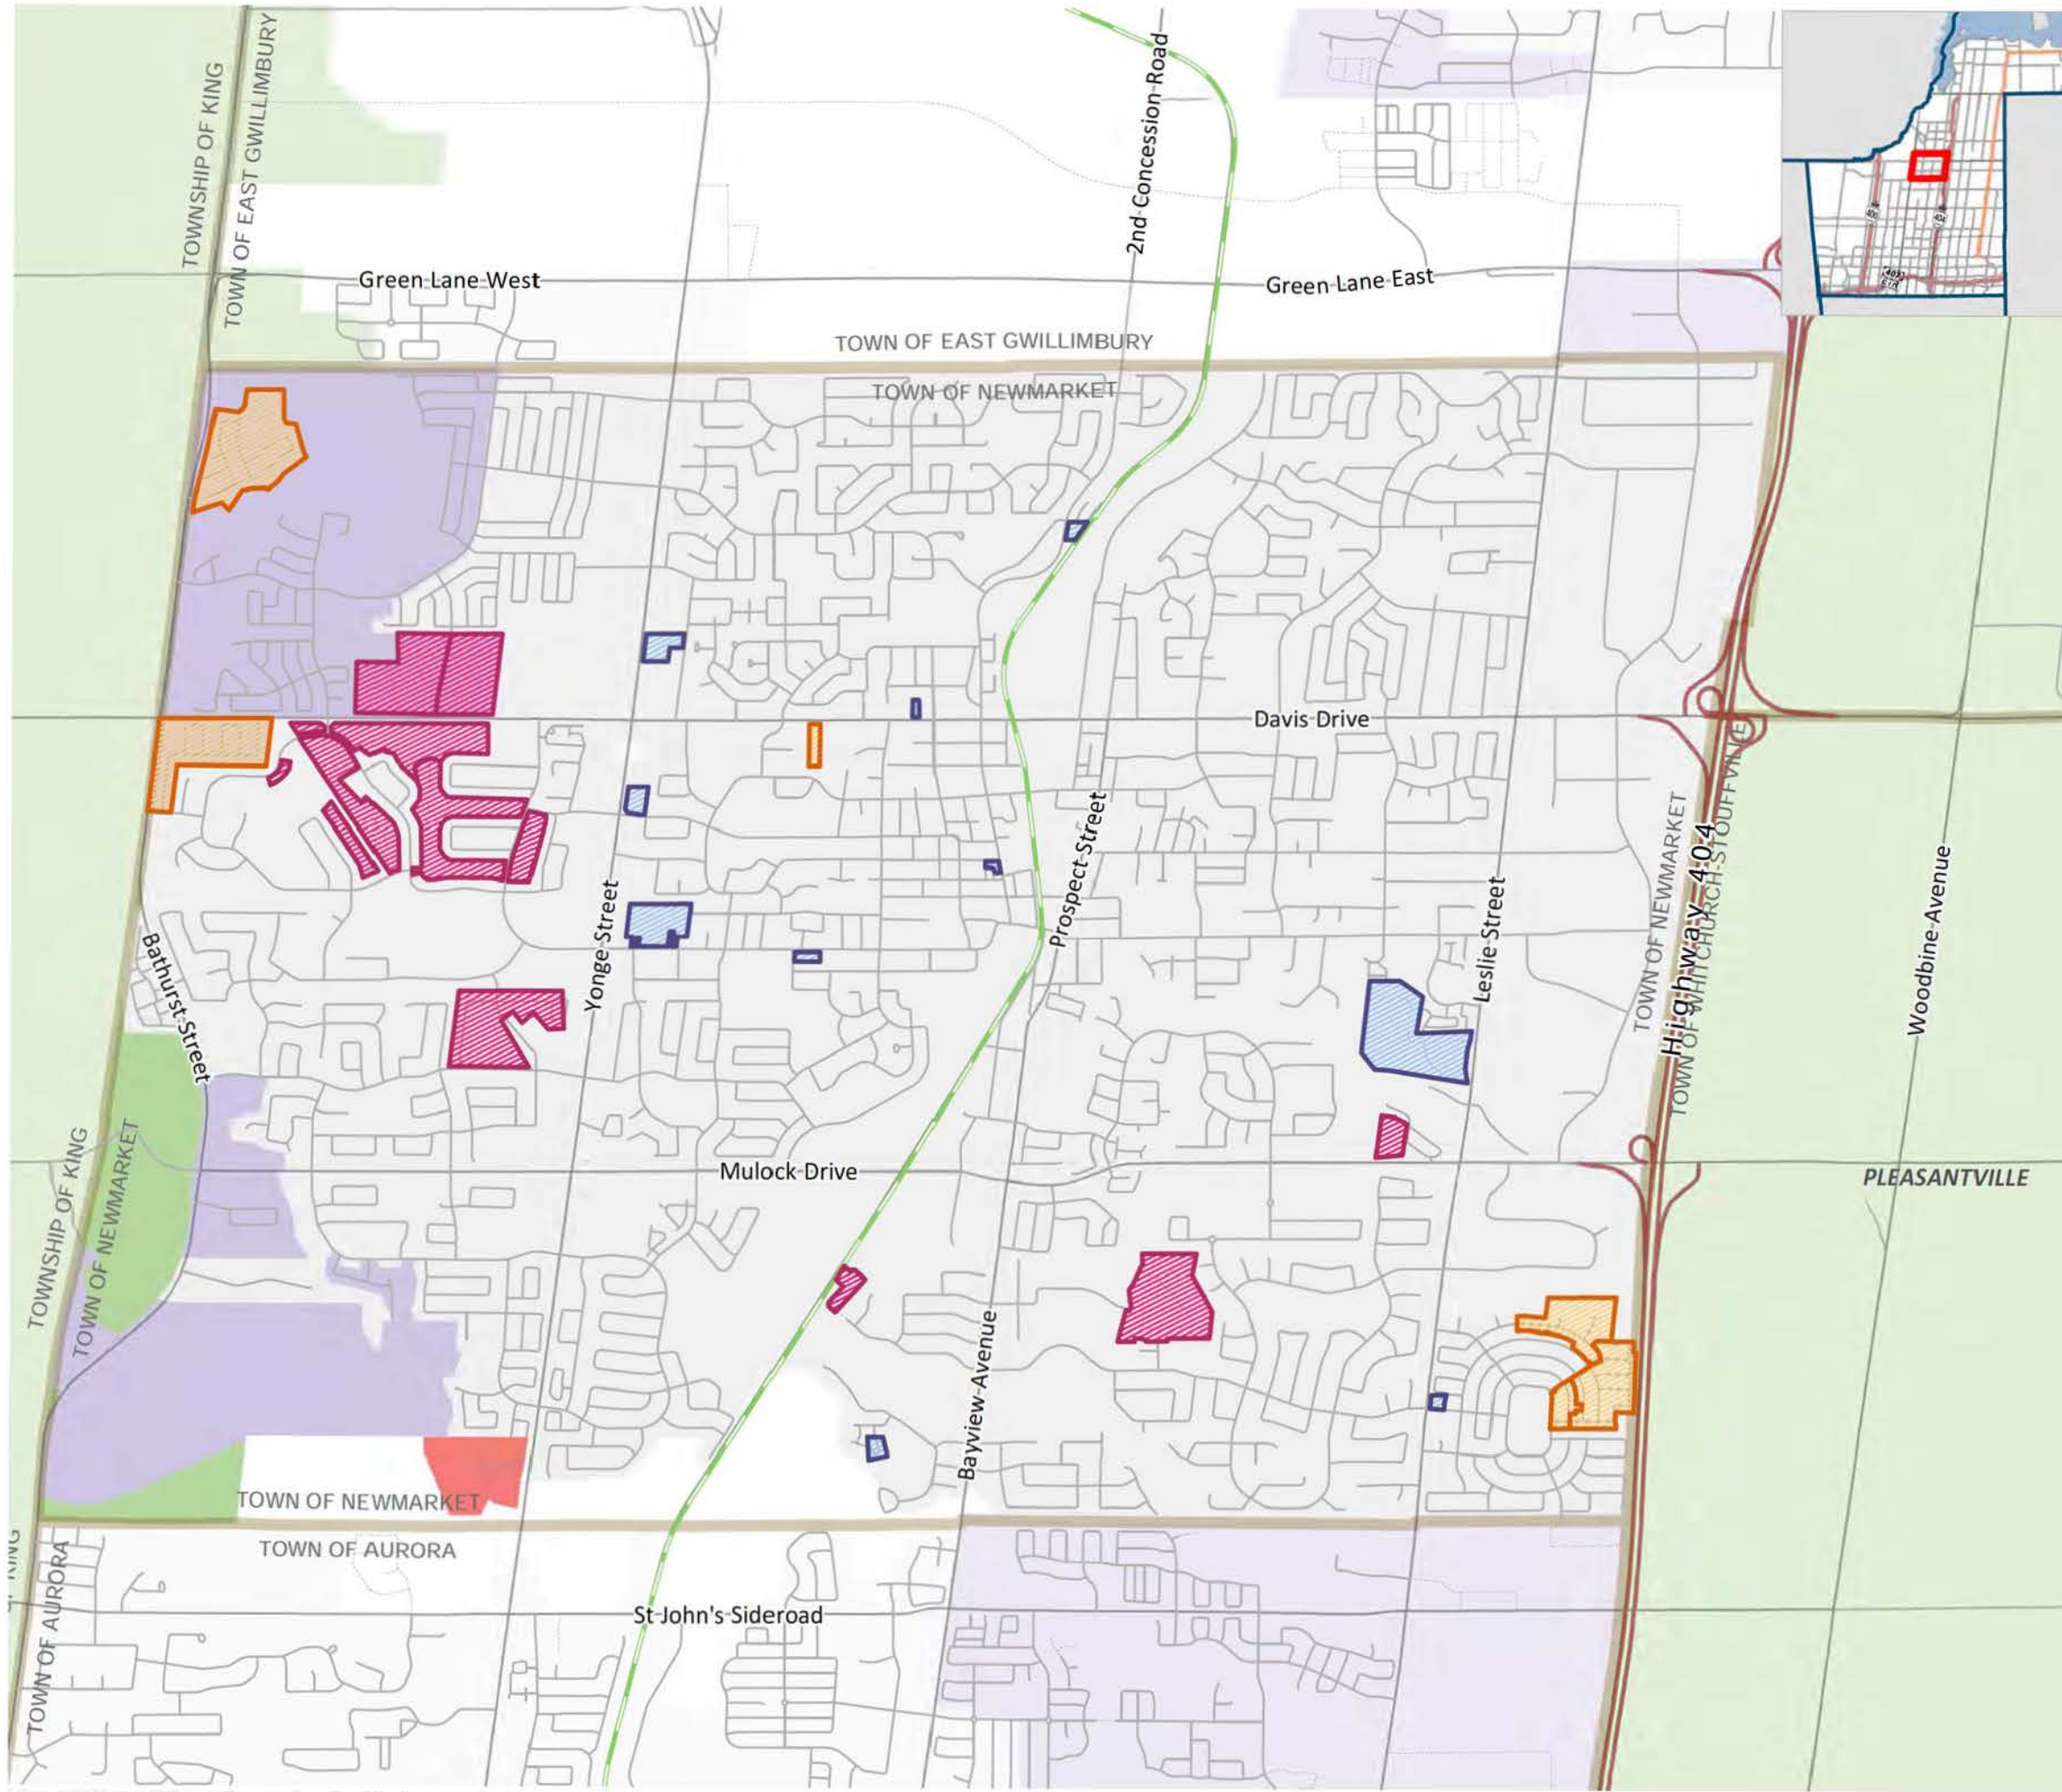 TOWNSHIP OF KING
TOWN OF EAST GWILLIMBURY
2nd-Concession-Road
400
404
Green-Lane-West
Green-Lane-East
TOWN OF EAST GWILLIMBURY
TOWN OF NEWMARKET
Davis-Drive
Prospect-Street
Yonge-Street
Leslie-Street
Bathurst-Street
TOWN OF NEWMARKET
Highway-404
TOWN OF WHITCHURCH-STOUFFVILLE
Woodbine-Avenue
TOWNSHIP OF KING
TOWN OF NEWMARKET
Mulock-Drive
PLEASANTVILLE
Bayview-Avenue
TOWN OF NEWMARKET
TOWN OF AURORA
KING
TOWN OF AURORA
St-John's-Sideroad